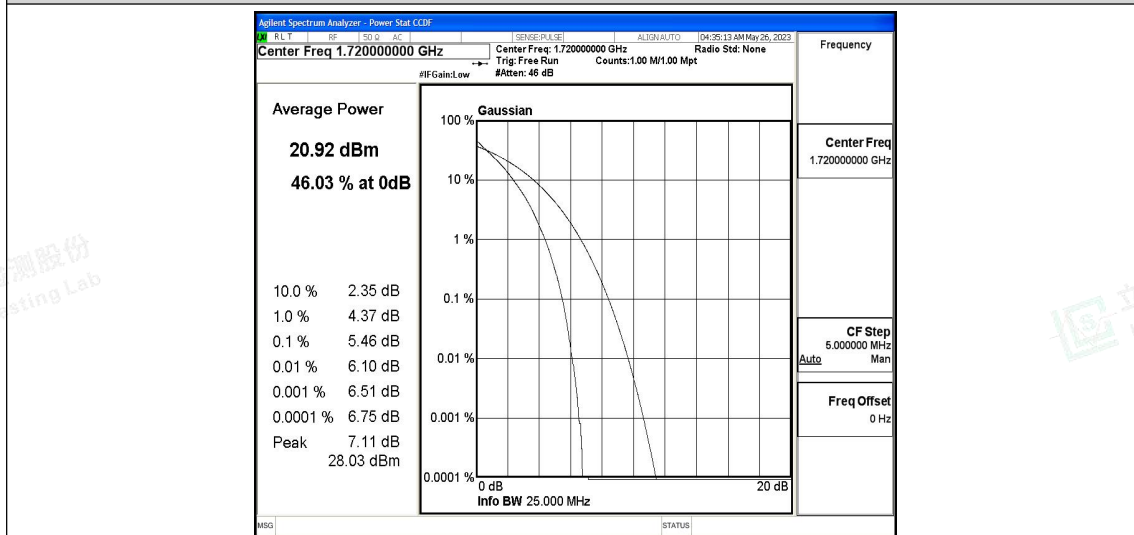 Agilent Spectrum Analyzer - Power Stat CCDF
LXI RLT RF 50 Ω AC SENSE:PULSE ALIGN AUTO 04:35:13 AM May 26, 2023
Center Freq 1.720000000 GHz
Center Freq: 1.720000000 GHz Radio Std: None
Trig: Free Run Counts:1.00 M/1.00 Mpt
#IFGain:Low #Atten: 46 dB
Frequency
Average Power
20.92 dBm
46.03 % at 0dB
10.0 % 2.35 dB
1.0 % 4.37 dB
0.1 % 5.46 dB
0.01 % 6.10 dB
0.001 % 6.51 dB
0.0001 % 6.75 dB
Peak 7.11 dB
28.03 dBm
Gaussian
100 %
10 %
1 %
0.1 %
0.01 %
0.001 %
0.0001 %
0 dB 20 dB
Info BW 25.000 MHz
Center Freq
1.720000000 GHz
CF Step
5.000000 MHz
Auto Man
Freq Offset
0 Hz
MSG STATUS
测股份
sting Lab
立